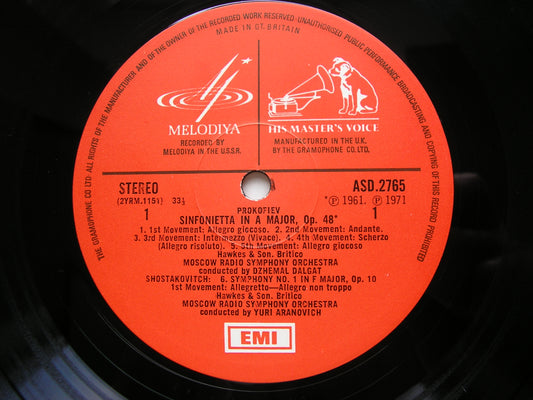 THE GRAMOPHONE CO LTD. ALL RIGHTS OF THE MANUFACTURER AND OF THE OWNER OF THE RECORDED WORK RESERVED · UNAUTHORISED PUBLIC PERFORMANCE BROADCASTING AND COPYING OF THIS RECORD PROHIBITED
MADE IN GT. BRITAIN
MELODIYA
HIS MASTER'S VOICE
RECORDED BY
MELODIYA IN THE U.S.S.R.
MANUFACTURED IN THE U.K.
BY THE GRAMOPHONE CO. LTD.
STEREO
ASD.2765
(2YRM.1151) 33⅓
*℗ 1961. ℗ 1971
1
1
PROKOFIEV
SINFONIETTA IN A MAJOR, Op. 48*
1. 1st Movement: Allegro giocoso. 2. 2nd Movement: Andante.
3. 3rd Movement: Intermezzo (Vivace). 4. 4th Movement: Scherzo
(Allegro risoluto). 5. 5th Movement: Allegro giocoso
Hawkes & Son. Britico
MOSCOW RADIO SYMPHONY ORCHESTRA
conducted by DZHEMAL DALGAT
SHOSTAKOVITCH: 6. SYMPHONY NO. 1 IN F MAJOR, Op. 10
1st Movement: Allegretto—Allegro non troppo
Hawkes & Son. Britico
MOSCOW RADIO SYMPHONY ORCHESTRA
conducted by YURI ARANOVICH
EMI